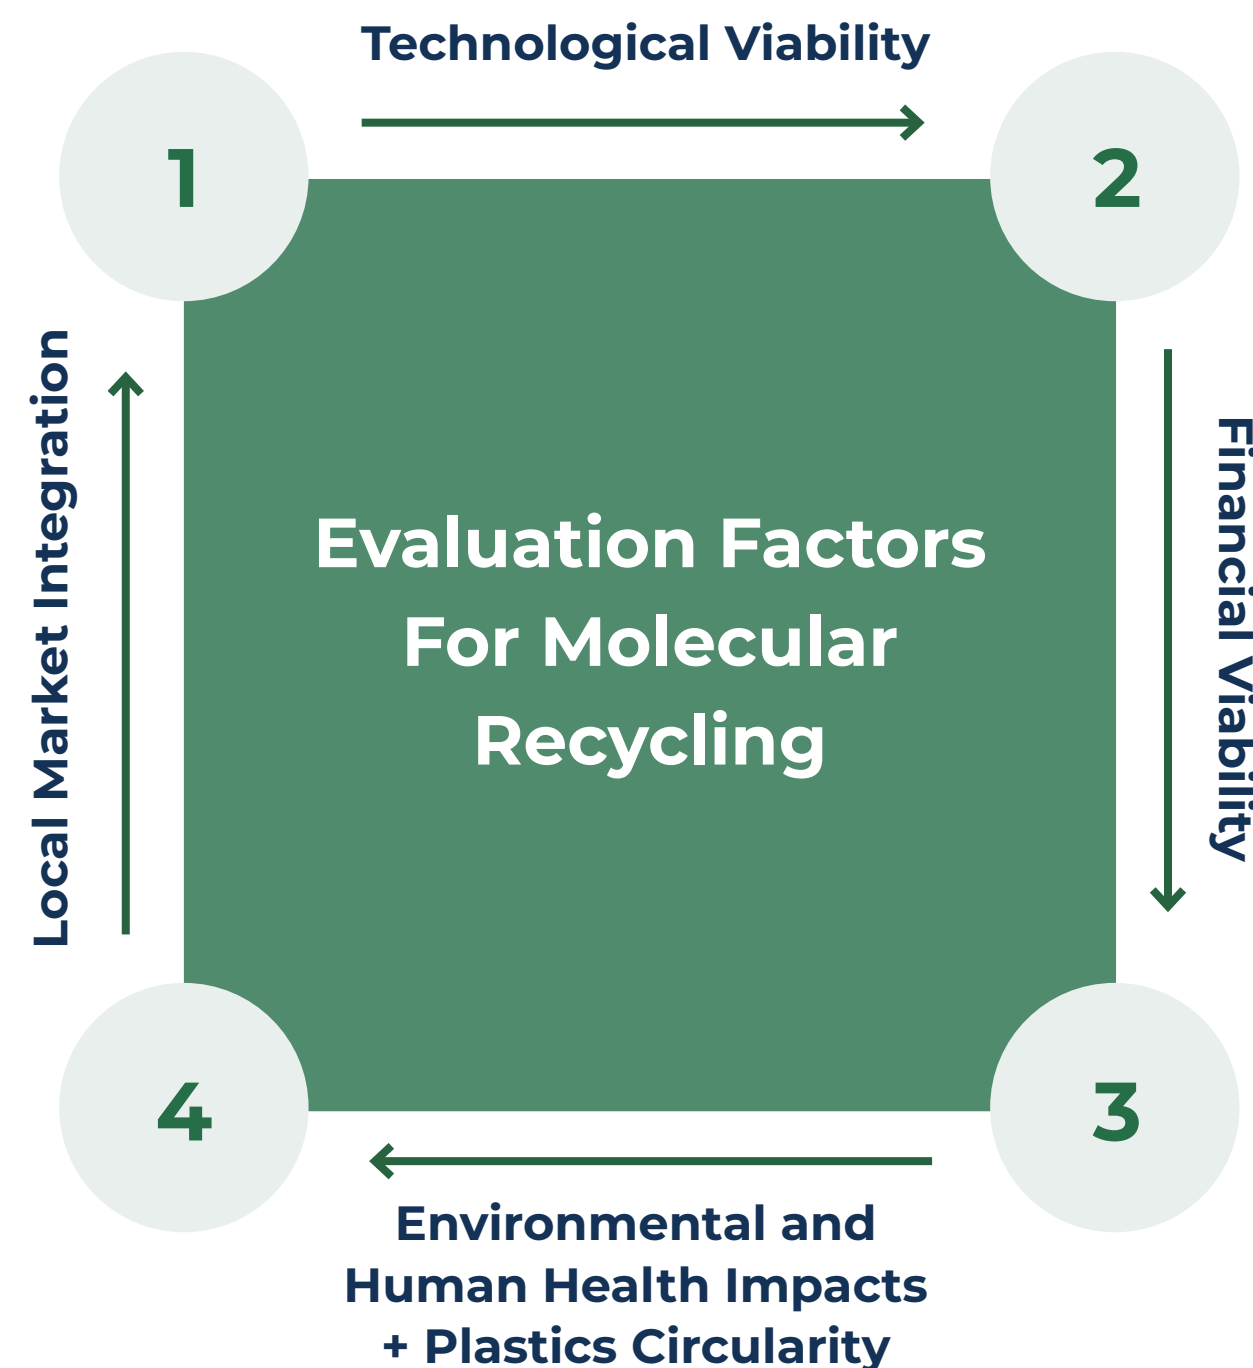 Technological Viability
1
2
Local Market Integration
Evaluation Factors
For Molecular
Recycling
Financial Viability
4
3
Environmental and
Human Health Impacts
+ Plastics Circularity